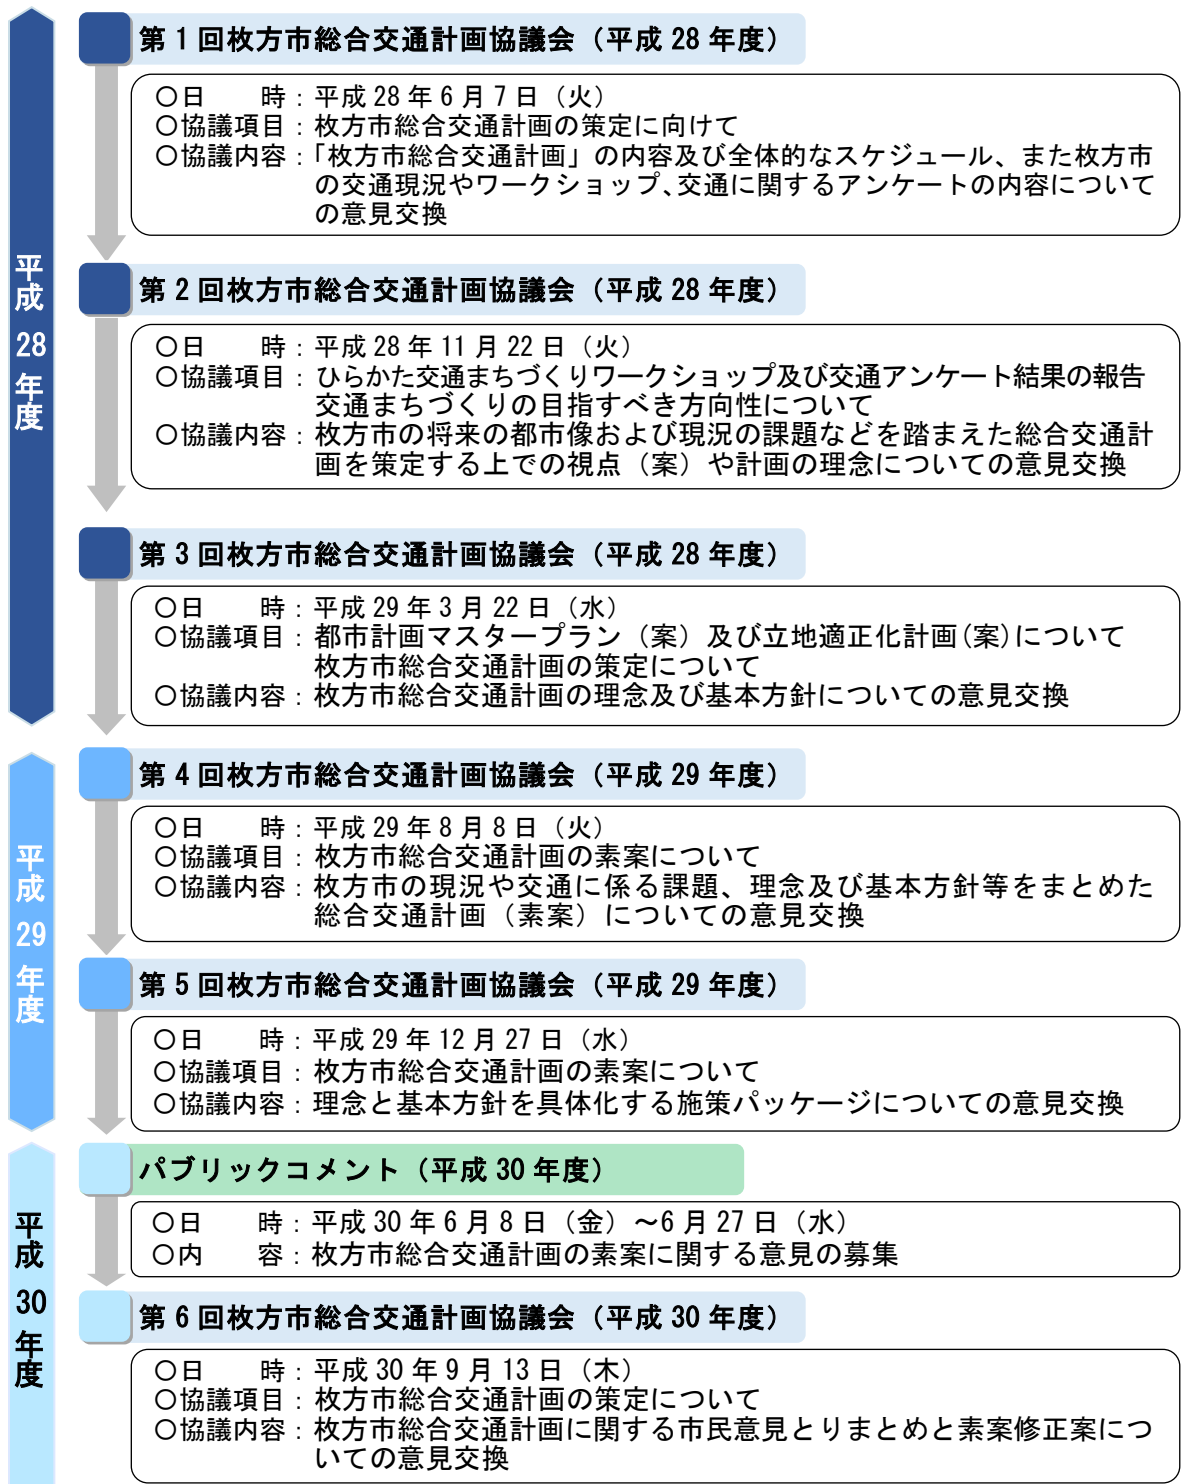 平成 28 年度
第 1 回枚方市総合交通計画協議会（平成 28 年度）
〇日　　時：平成 28 年 6 月 7 日（火）
〇協議項目：枚方市総合交通計画の策定に向けて
〇協議内容：「枚方市総合交通計画」の内容及び全体的なスケジュール、また枚方市
の交通現況やワークショップ、交通に関するアンケートの内容について
の意見交換
第 2 回枚方市総合交通計画協議会（平成 28 年度）
〇日　　時：平成 28 年 11 月 22 日（火）
〇協議項目：ひらかた交通まちづくりワークショップ及び交通アンケート結果の報告
交通まちづくりの目指すべき方向性について
〇協議内容：枚方市の将来の都市像および現況の課題などを踏まえた総合交通計
画を策定する上での視点（案）や計画の理念についての意見交換
第 3 回枚方市総合交通計画協議会（平成 28 年度）
〇日　　時：平成 29 年 3 月 22 日（水）
〇協議項目：都市計画マスタープラン（案）及び立地適正化計画(案)について
枚方市総合交通計画の策定について
〇協議内容：枚方市総合交通計画の理念及び基本方針についての意見交換
平成 29 年度
第 4 回枚方市総合交通計画協議会（平成 29 年度）
〇日　　時：平成 29 年 8 月 8 日（火）
〇協議項目：枚方市総合交通計画の素案について
〇協議内容：枚方市の現況や交通に係る課題、理念及び基本方針等をまとめた
総合交通計画（素案）についての意見交換
第 5 回枚方市総合交通計画協議会（平成 29 年度）
〇日　　時：平成 29 年 12 月 27 日（水）
〇協議項目：枚方市総合交通計画の素案について
〇協議内容：理念と基本方針を具体化する施策パッケージについての意見交換
平成 30 年度
パブリックコメント（平成 30 年度）
〇日　　時：平成 30 年 6 月 8 日（金）～6 月 27 日（水）
〇内　　容：枚方市総合交通計画の素案に関する意見の募集
第 6 回枚方市総合交通計画協議会（平成 30 年度）
〇日　　時：平成 30 年 9 月 13 日（木）
〇協議項目：枚方市総合交通計画の策定について
〇協議内容：枚方市総合交通計画に関する市民意見とりまとめと素案修正案につ
いての意見交換